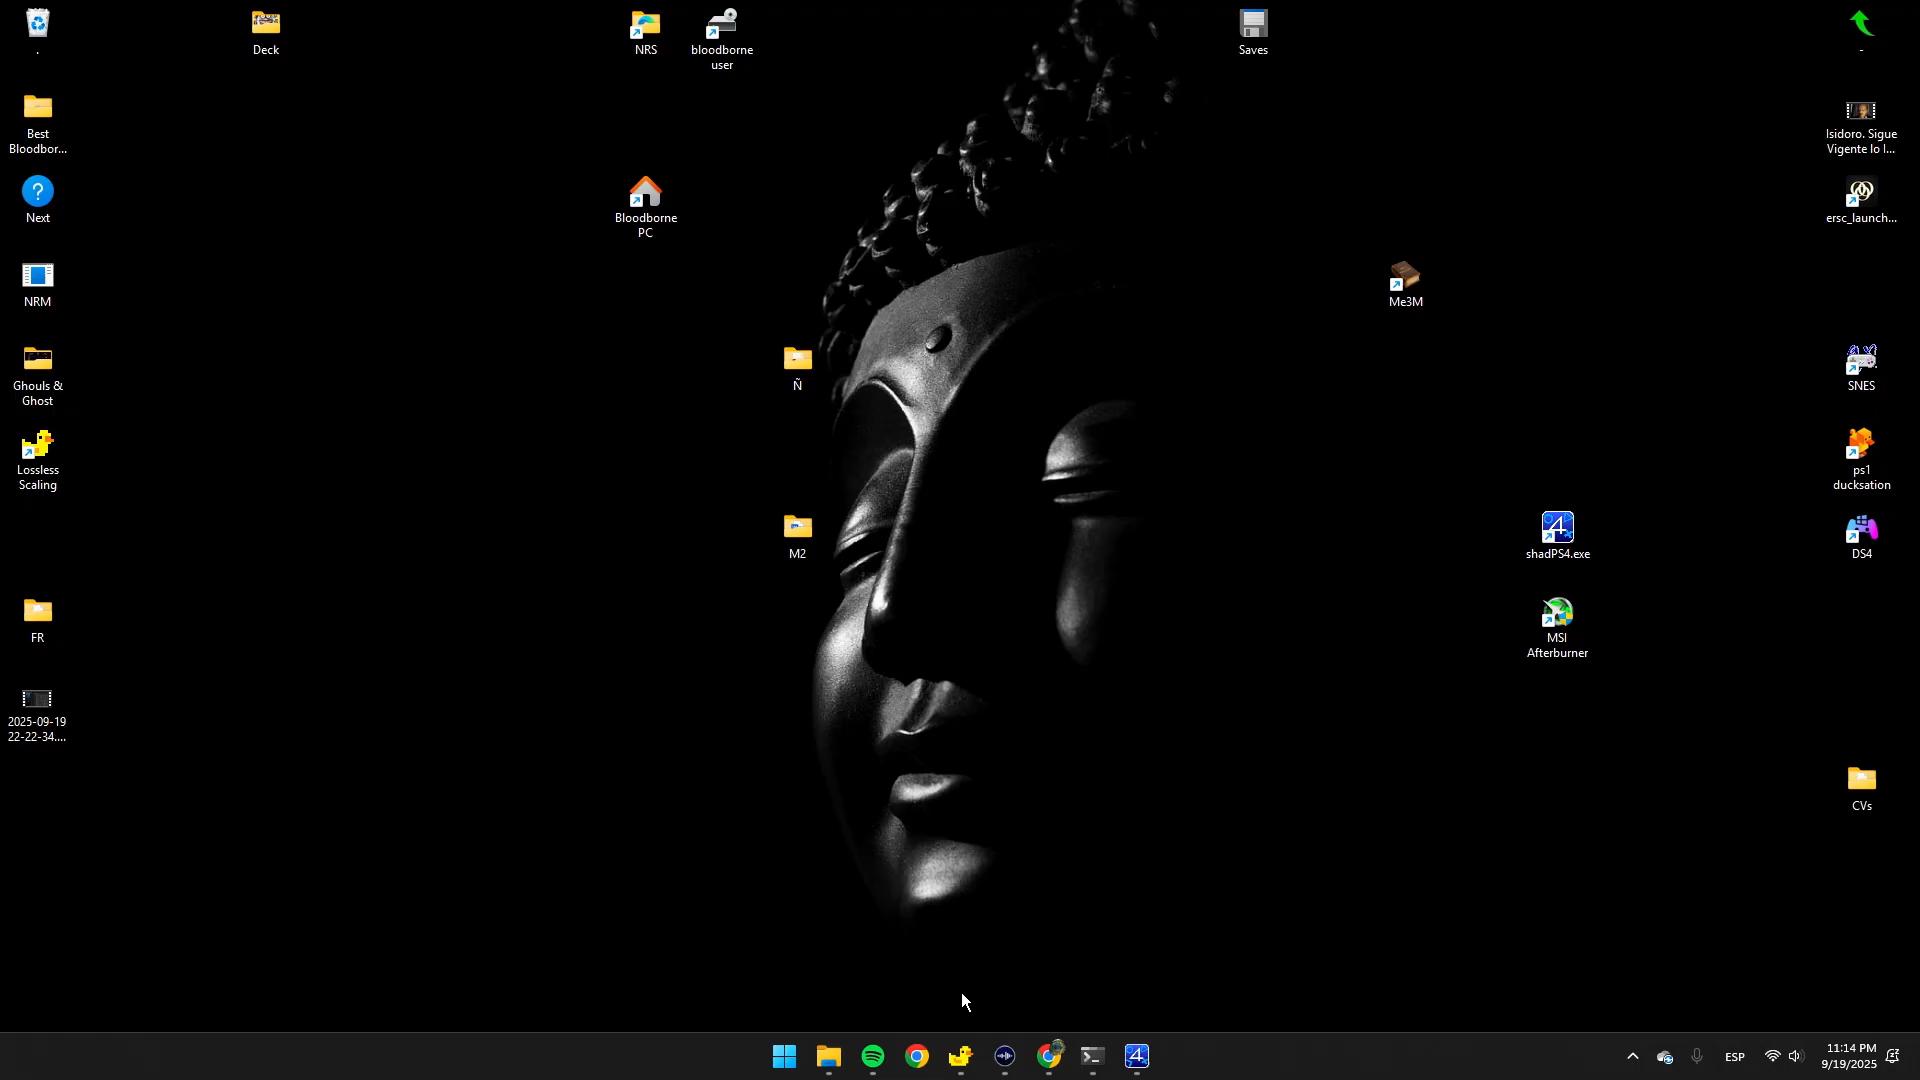 .
Deck
NRS
bloodborne
user
Saves
-
Best
Bloodbor...
Isidoro. Sigue
Vigente lo l...
Next
Bloodborne
PC
ersc_launch...
NRM
Me3M
Ghouls &
Ghost
Ñ
SNES
Lossless
Scaling
ps1
ducksation
M2
shadPS4.exe
DS4
FR
MSI
Afterburner
2025-09-19
22-22-34....
CVs
ESP
11:14 PM
9/19/2025